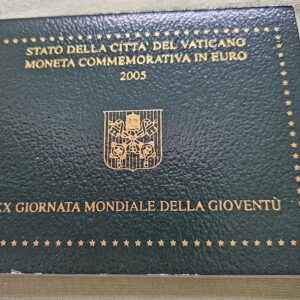 STATO DELLA CITTA' DEL VATICANO
MONETA COMMEMORATIVA IN EURO
2005
XX GIORNATA MONDIALE DELLA GIOVENTÙ